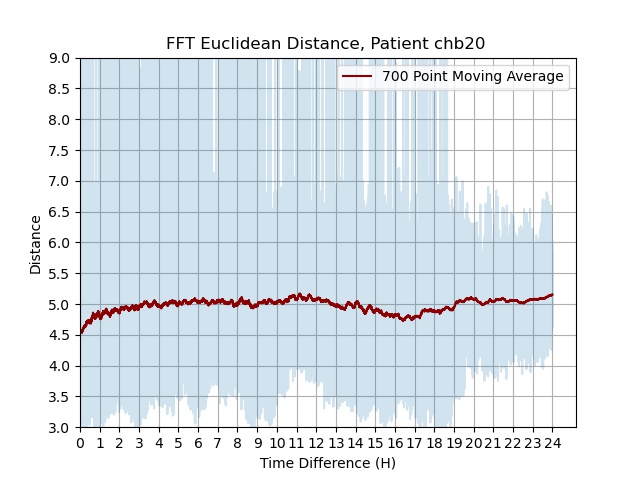 FFT Euclidean Distance, Patient chb20
700 Point Moving Average
9.0
8.5
8.0
7.5
7.0
6.5
6.0
5.5
5.0
4.5
4.0
3.5
3.0
Distance
0 1 2 3 4 5 6 7 8 9 10 11 12 13 14 15 16 17 18 19 20 21 22 23 24
Time Difference (H)